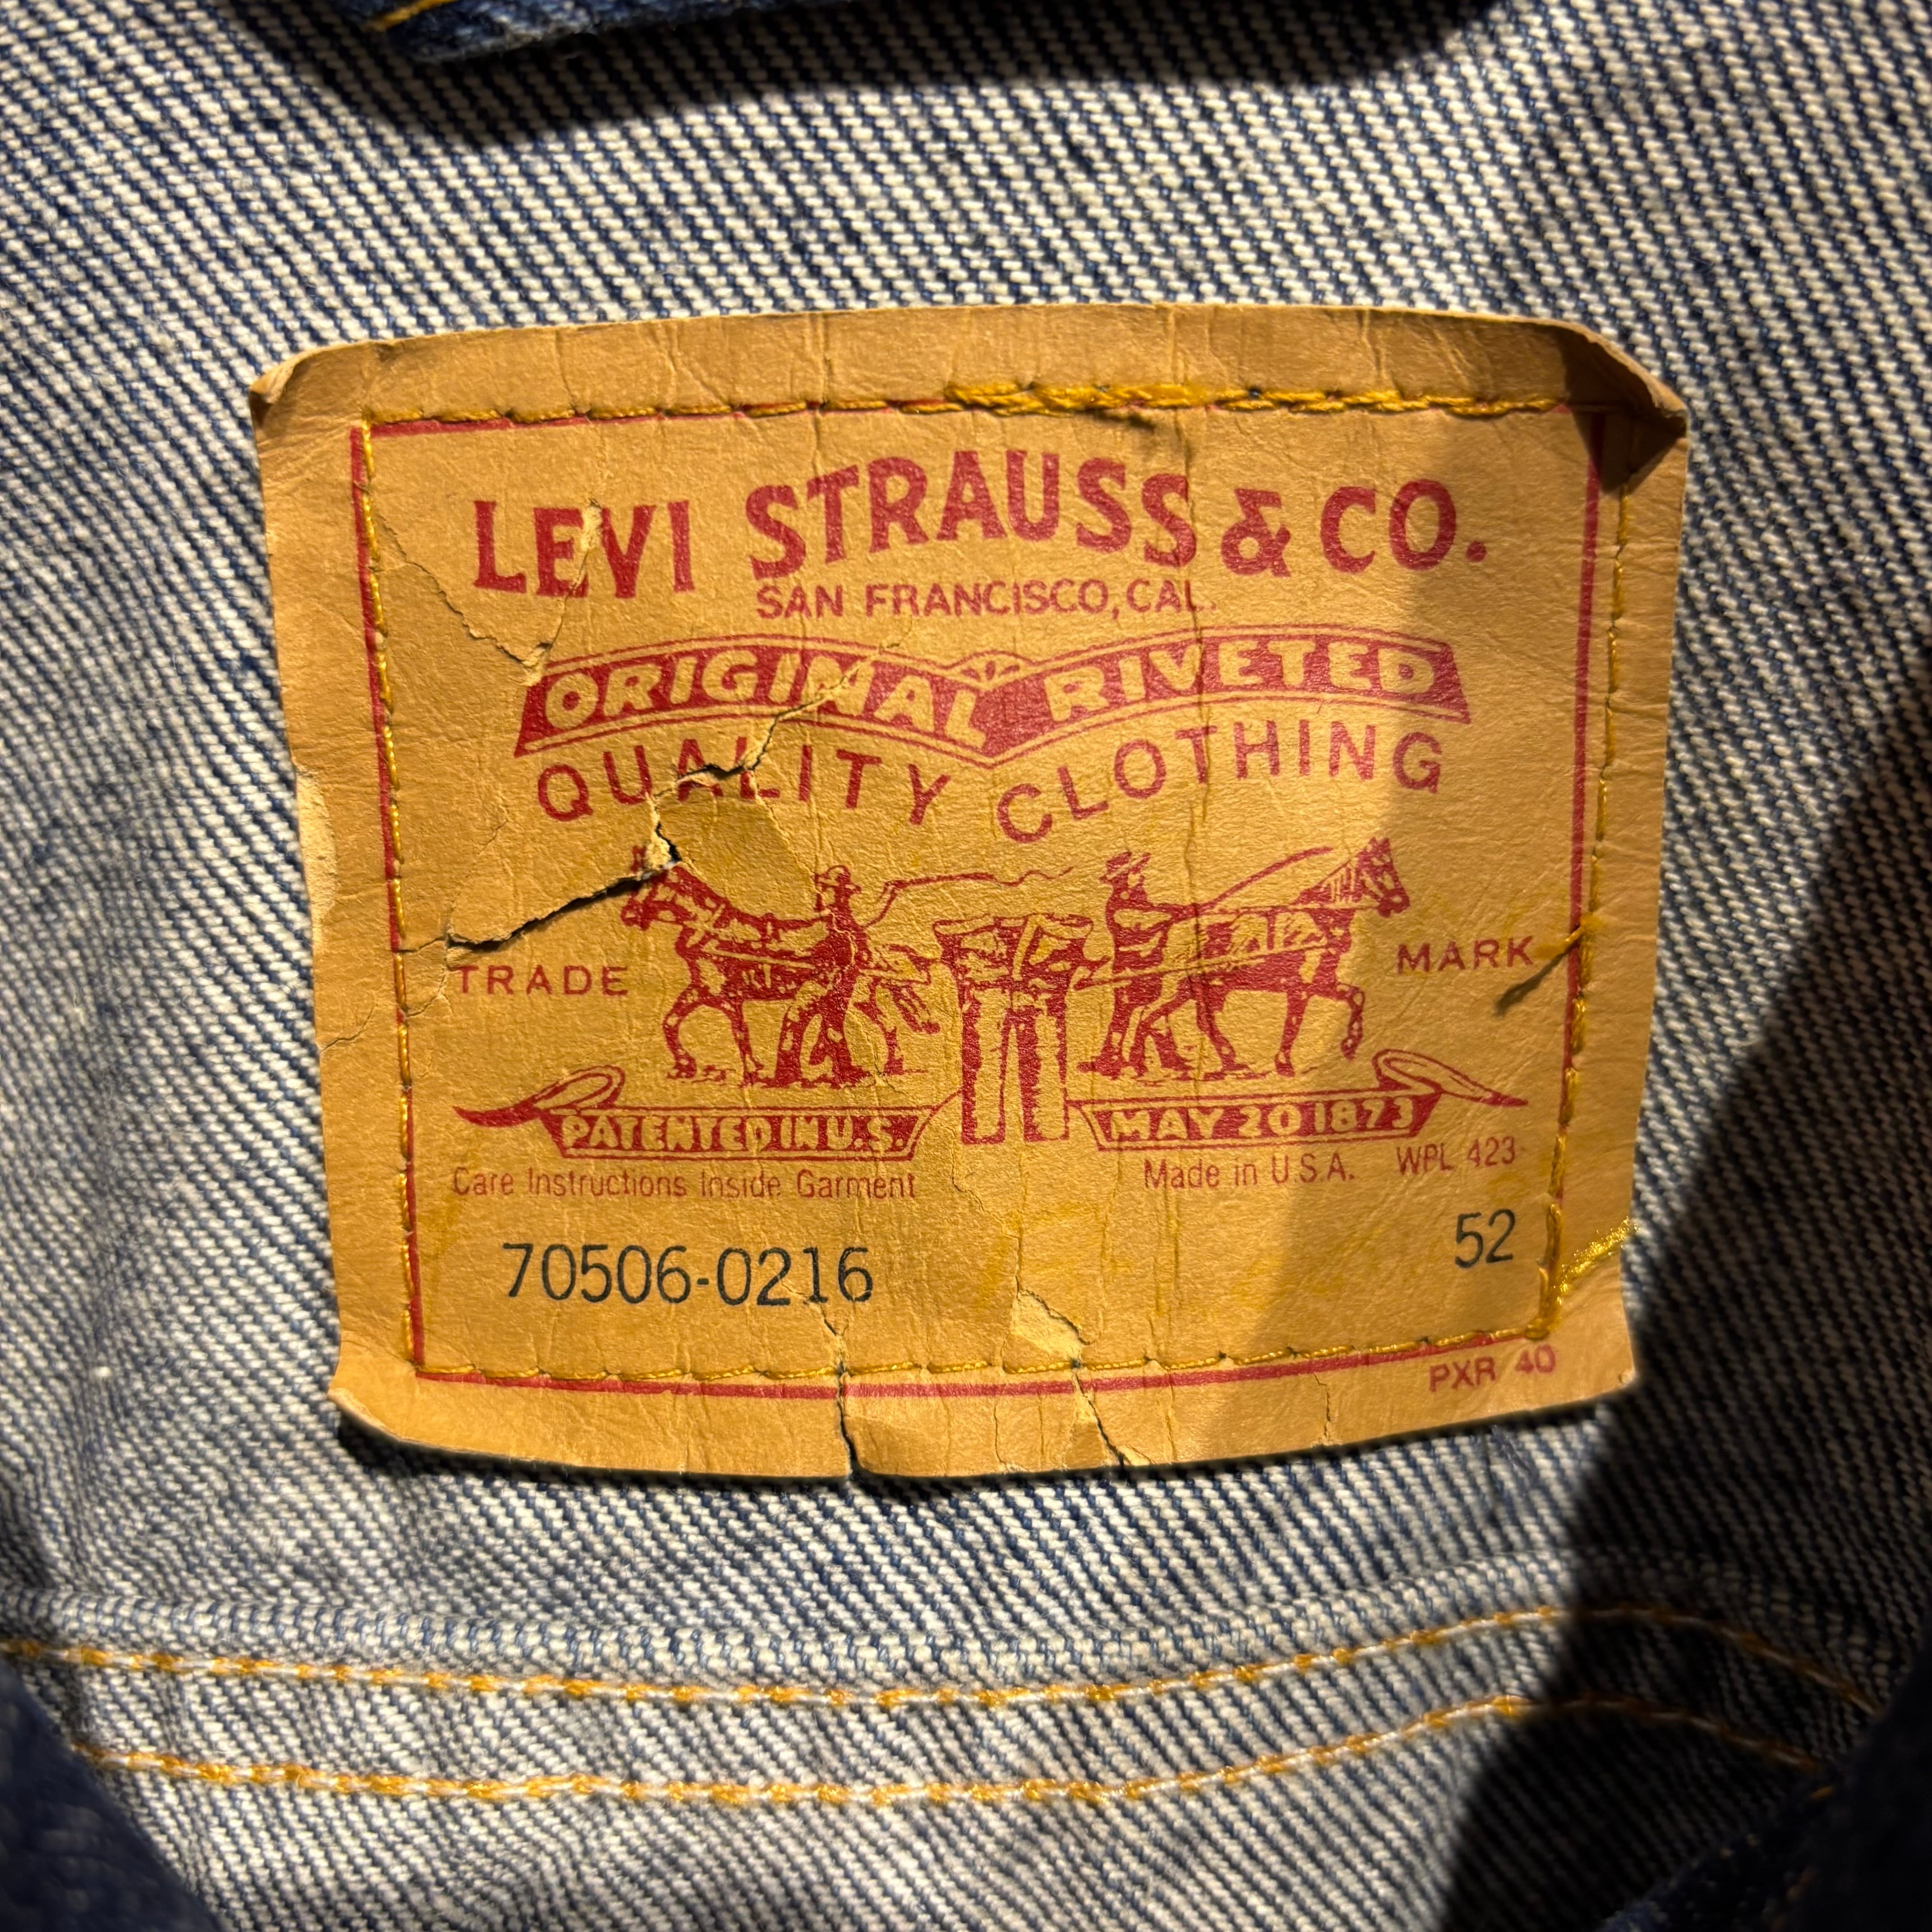 LEVI STRAUSS & CO.
SAN FRANCISCO, CAL.
ORIGINAL RIVETED
QUALITY CLOTHING
TRADE MARK
PATENTED IN U.S. MAY 20 1873
Care Instructions Inside Garment Made in U.S.A. WPL 423
70506-0216 52
PXR 40